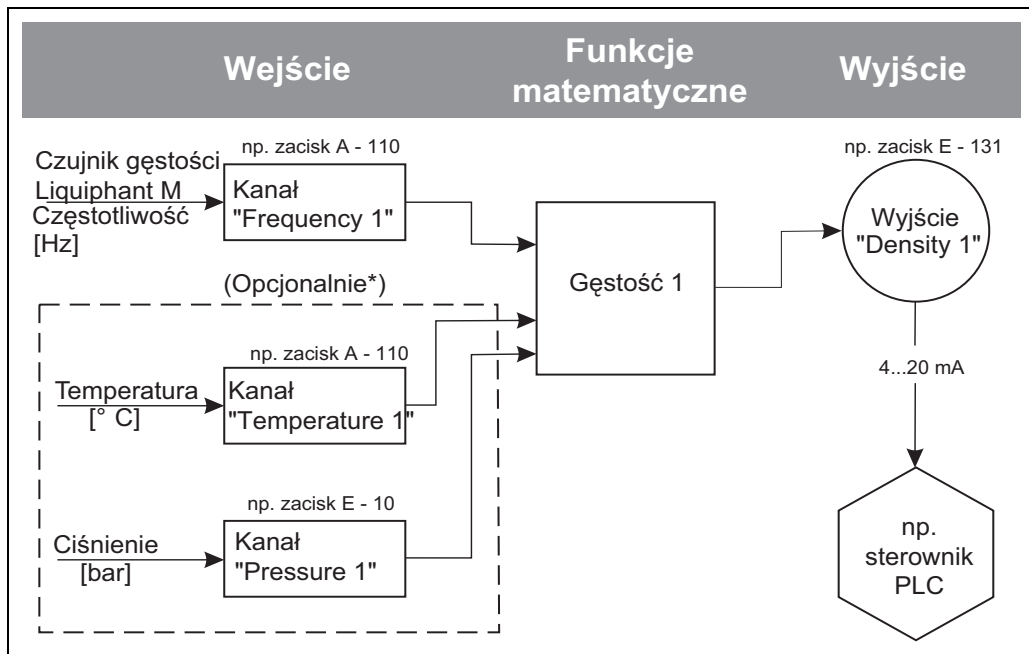 Wejście
Funkcje
matematyczne
Wyjście
np. zacisk A - 110
Czujnik gęstości
Liquiphant M
Częstotliwość
[Hz]
Kanał
"Frequency 1"
(Opcjonalnie*)
np. zacisk A - 110
Temperatura
[° C]
Kanał
"Temperature 1"
np. zacisk E - 10
Ciśnienie
[bar]
Kanał
"Pressure 1"
Gęstość 1
np. zacisk E - 131
Wyjście
"Density 1"
4...20 mA
np.
sterownik
PLC